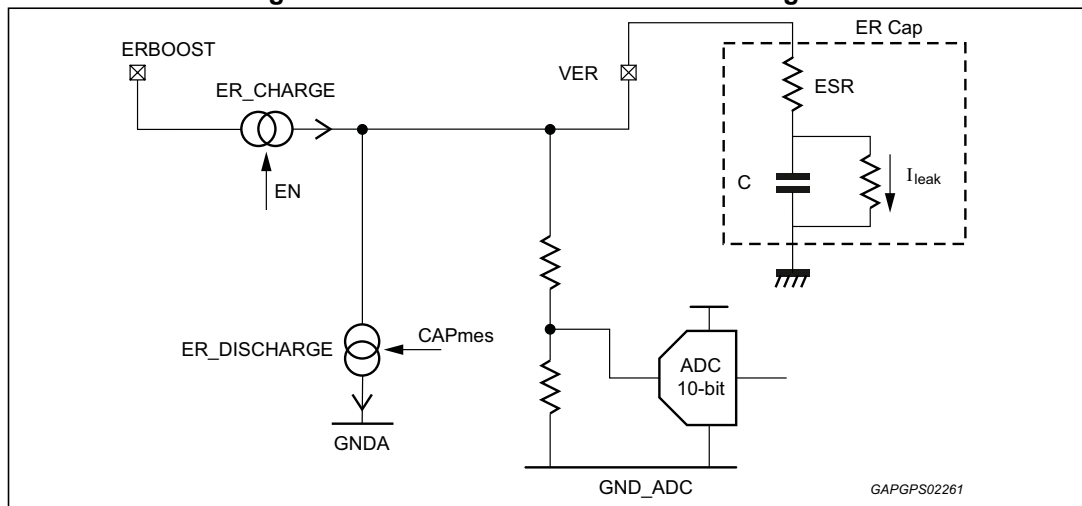 ER Cap
ERBOOST
VER
ESR
ER_CHARGE
EN
C
Ileak
CAPmes
ER_DISCHARGE
ADC
10-bit
GNDA
GND_ADC
GAPGPS02261